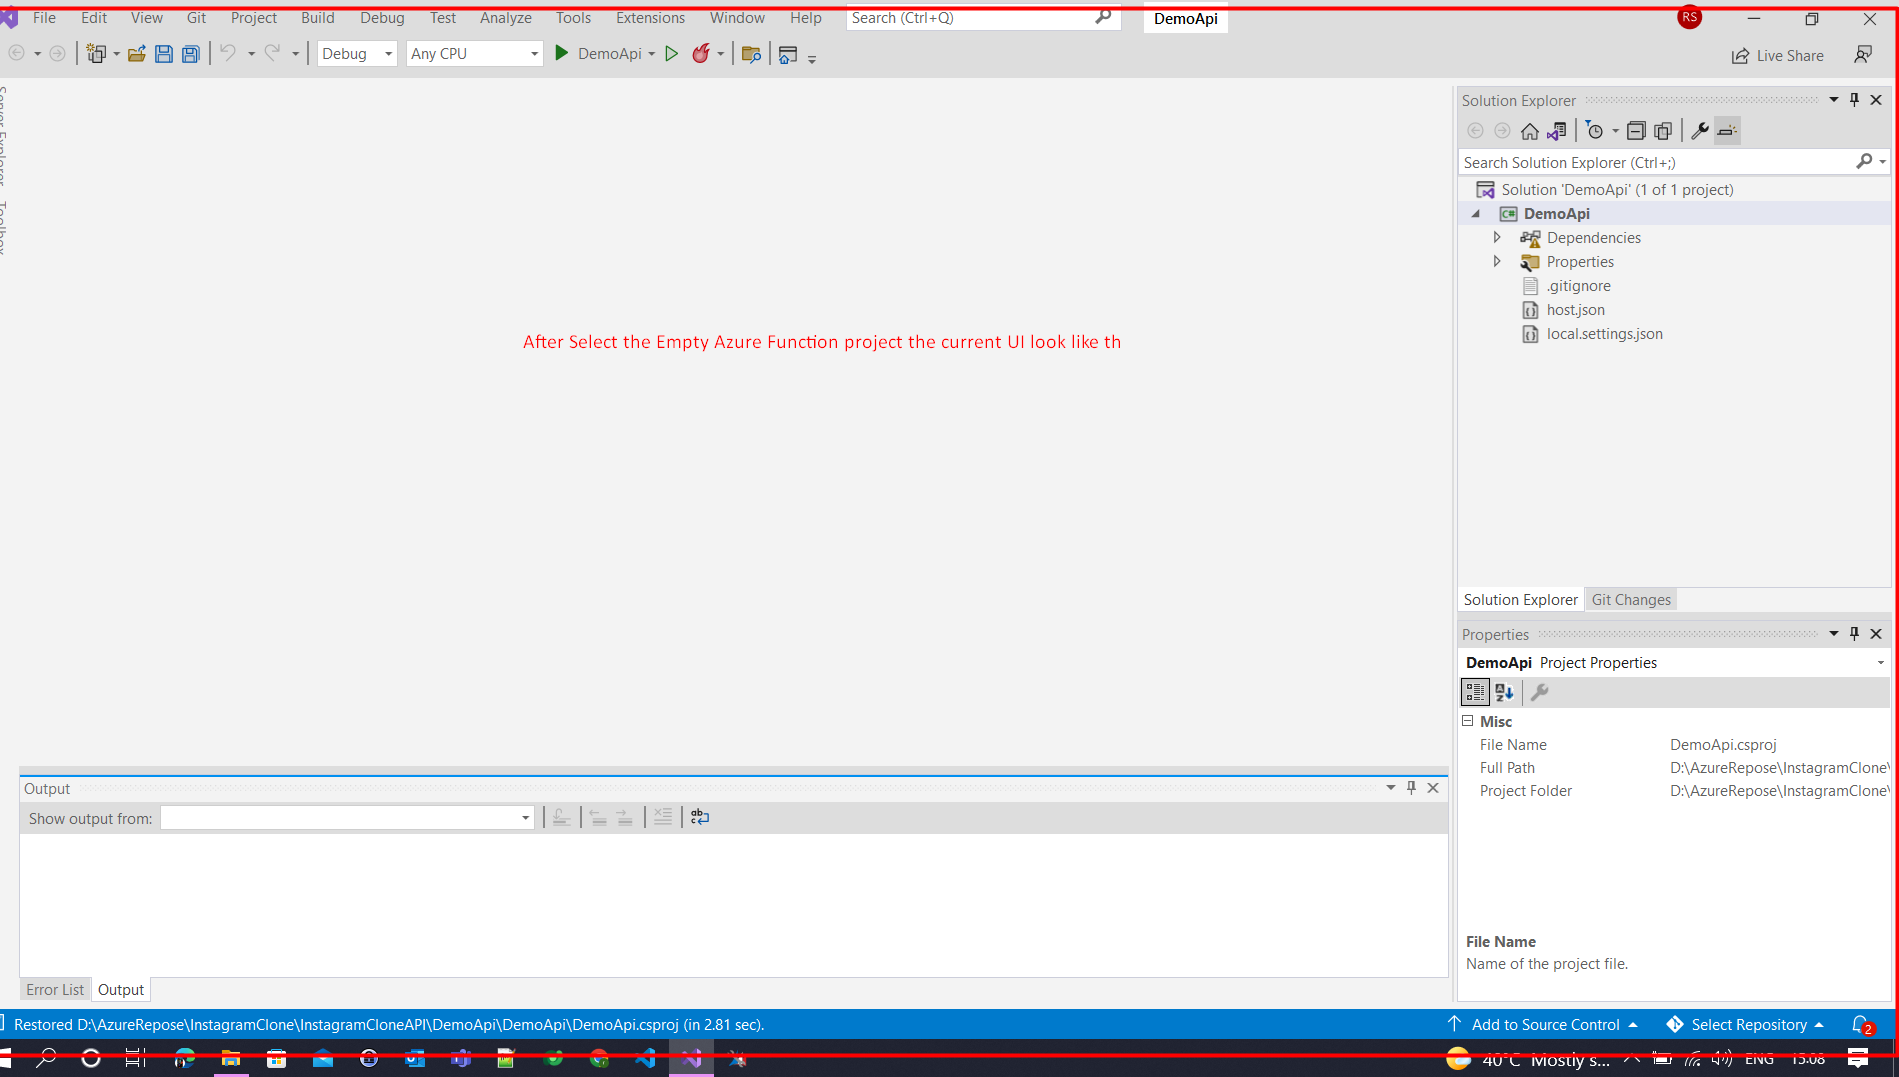 File Edit View Git Project Build Debug Test Analyze Tools Extensions Window Help Search (Ctrl+Q) DemoApi RS
Debug Any CPU DemoApi Live Share
Server Explorer
Toolbox
Solution Explorer
Search Solution Explorer (Ctrl+;)
Solution 'DemoApi' (1 of 1 project)
C# DemoApi
Dependencies
Properties
.gitignore
host.json
local.settings.json
After Select the Empty Azure Function project the current UI look like th
Solution Explorer Git Changes
Properties
DemoApi Project Properties
Misc
File Name DemoApi.csproj
Full Path D:\AzureRepose\InstagramClone\
Project Folder D:\AzureRepose\InstagramClone\
File Name
Name of the project file.
Output
Show output from:
Error List Output
Restored D:\AzureRepose\InstagramClone\InstagramCloneAPI\DemoApi\DemoApi\DemoApi.csproj (in 2.81 sec).
Add to Source Control Select Repository 2
40°C Mostly s... ENG 15:08